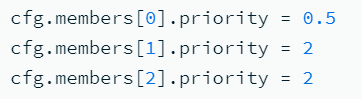 cfg.members[0].priority = 0.5
cfg.members[1].priority = 2
cfg.members[2].priority = 2